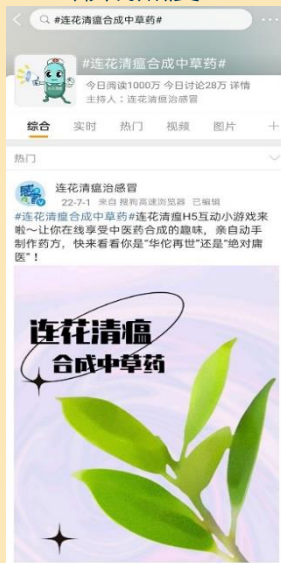 #连花清瘟合成中草药#
#连花清瘟合成中草药#
今日阅读1000万 今日讨论28万 详情
主持人：连花清瘟治感冒
综合 实时 热门 视频 图片 +
热门
连花清瘟治感冒
22-7-1 来自 搜狗高速浏览器 已编辑
#连花清瘟合成中草药#连花清瘟H5互动小游戏来
啦~让你在线享受中医药合成的趣味，亲自动手
制作药方，快来看看你是“华佗再世”还是“绝对庸
医”！
连花清瘟
合成中草药